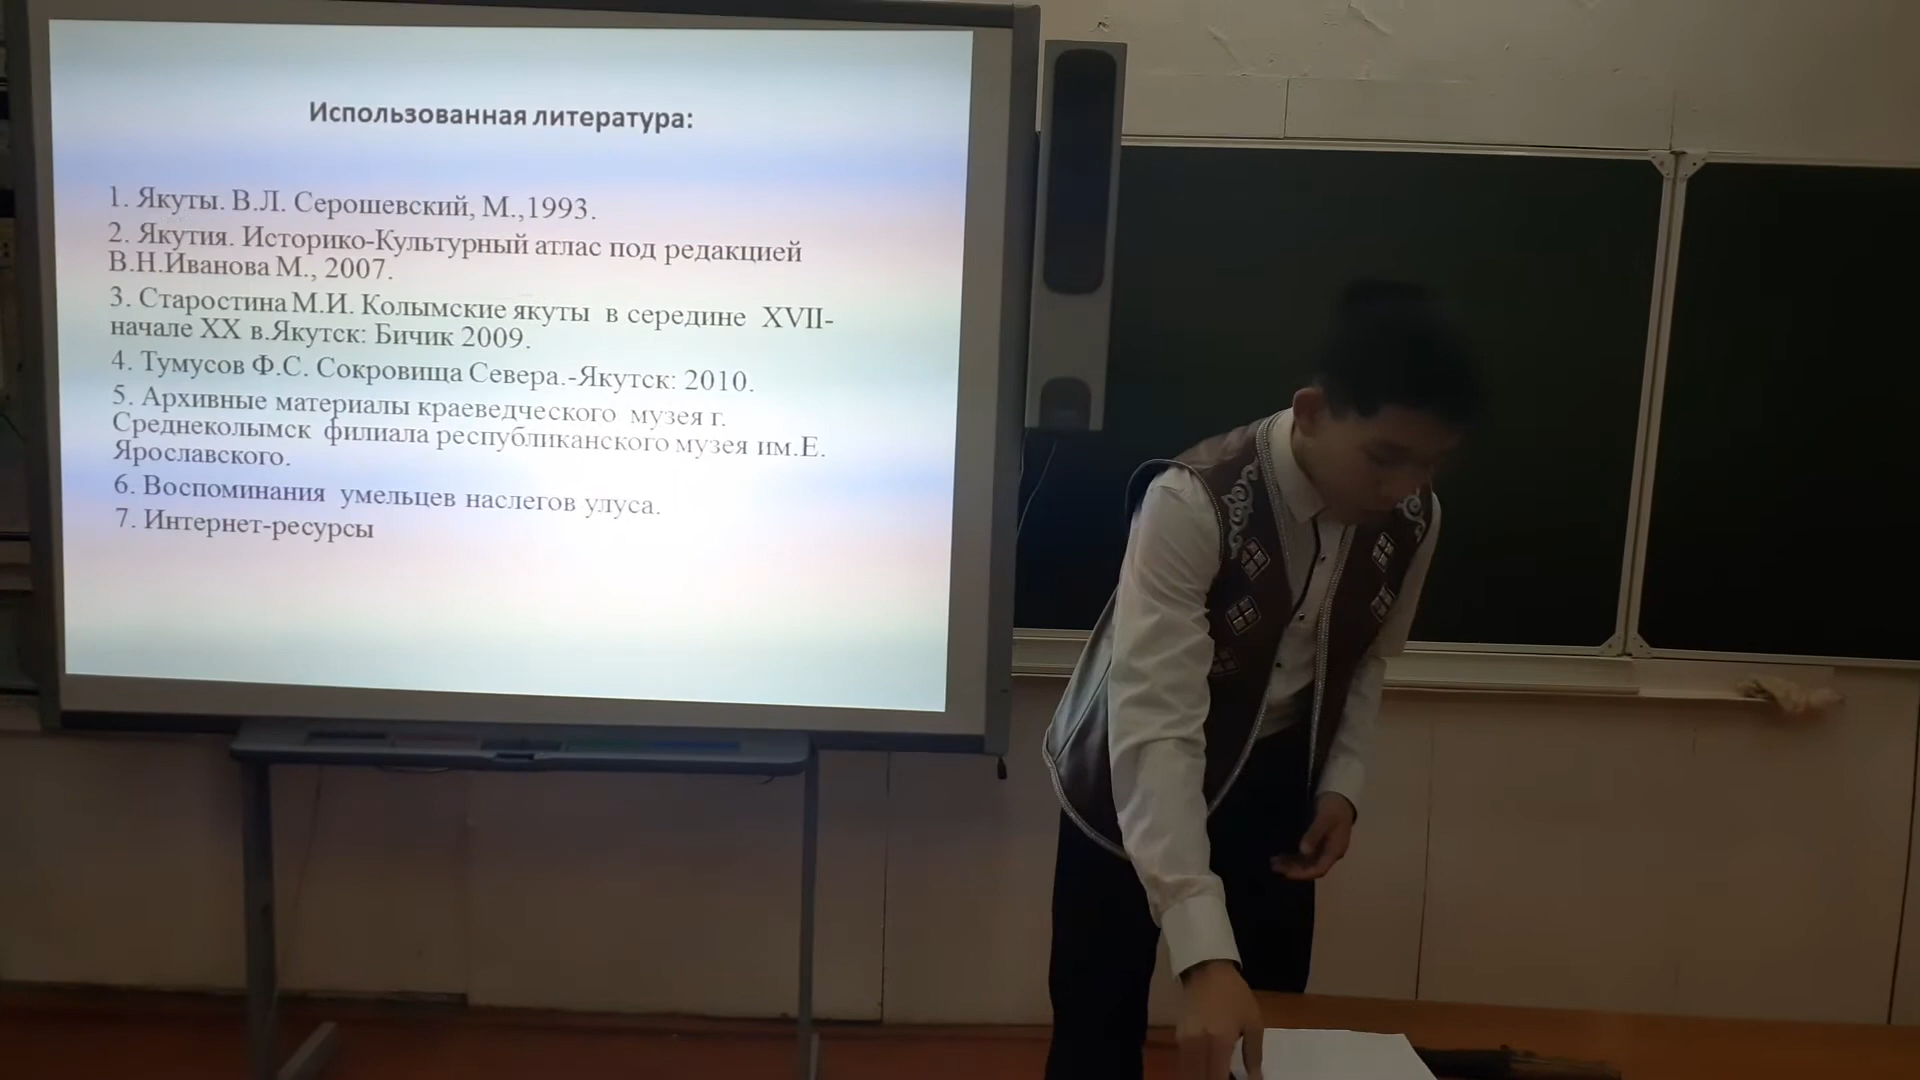 Использованная литература:
1. Якуты. В.Л. Серошевский, М.,1993.
2. Якутия. Историко-Культурный атлас под редакцией
В.Н.Иванова М., 2007.
3. Старостина М.И. Колымские якуты в середине XVII-
начале XX в.Якутск: Бичик 2009.
4. Тумусов Ф.С. Сокровища Севера.-Якутск: 2010.
5. Архивные материалы краеведческого музея г.
Среднеколымск филиала республиканского музея им.Е.
Ярославского.
6. Воспоминания умельцев наслегов улуса.
7. Интернет-ресурсы